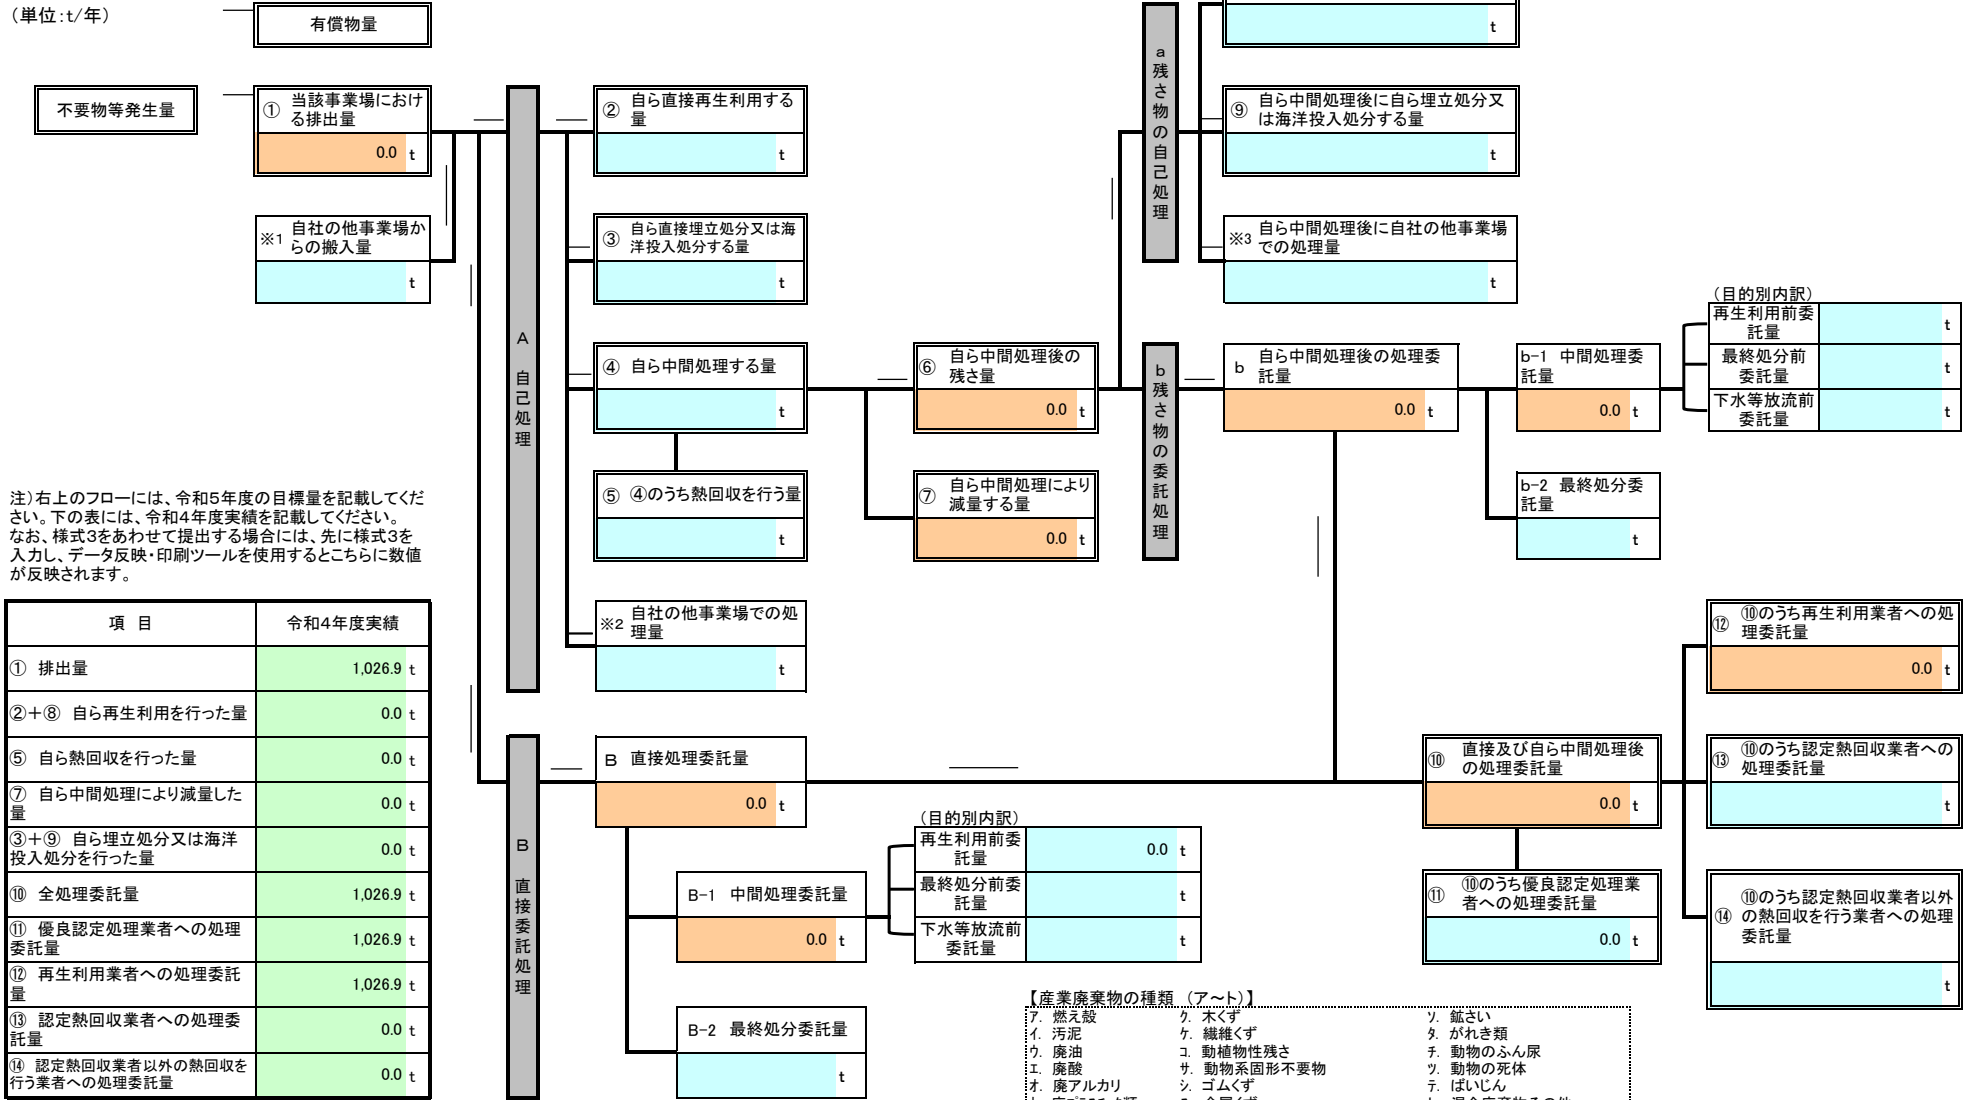 （単位:t/年）
有償物量
不要物等発生量
① 当該事業場におけ
る排出量
0.0 t
※1 自社の他事業場か
らの搬入量
t
A 自己処理
② 自ら直接再生利用する
量
t
③ 自ら直接埋立処分又は海
洋投入処分する量
t
④ 自ら中間処理する量
t
⑤ ④のうち熱回収を行う量
t
※2 自社の他事業場での処
理量
t
⑥ 自ら中間処理後の
残さ量
0.0 t
⑦ 自ら中間処理により
減量する量
0.0 t
a 残さ物の自己処理
t
⑨ 自ら中間処理後に自ら埋立処分又
は海洋投入処分する量
t
※3 自ら中間処理後に自社の他事業場
での処理量
t
b 残さ物の委託処理
b 自ら中間処理後の処理委
託量
0.0 t
b-1 中間処理委
託量
0.0 t
（目的別内訳）
再生利用前委
託量
t
最終処分前
委託量
t
下水等放流前
委託量
t
b-2 最終処分委
託量
t
注）右上のフローには、令和5年度の目標量を記載してくだ
さい。下の表には、令和4年度実績を記載してください。
なお、様式3をあわせて提出する場合には、先に様式3を
入力し、データ反映・印刷ツールを使用するとこちらに数値
が反映されます。
項 目 令和4年度実績
① 排出量 1,026.9 t
②+⑧ 自ら再生利用を行った量 0.0 t
⑤ 自ら熱回収を行った量 0.0 t
⑦ 自ら中間処理により減量した
量 0.0 t
③+⑨ 自ら埋立処分又は海洋
投入処分を行った量 0.0 t
⑩ 全処理委託量 1,026.9 t
⑪ 優良認定処理業者への処理
委託量 1,026.9 t
⑫ 再生利用業者への処理委託
量 1,026.9 t
⑬ 認定熱回収業者への処理委
託量 0.0 t
⑭ 認定熱回収業者以外の熱回収を
行う業者への処理委託量 0.0 t
B 直接委託処理
B 直接処理委託量
0.0 t
B-1 中間処理委託量
0.0 t
B-2 最終処分委託量
t
（目的別内訳）
再生利用前委
託量
0.0 t
最終処分前委
託量
t
下水等放流前
委託量
t
⑩ 直接及び自ら中間処理後
の処理委託量
0.0 t
⑪ ⑩のうち優良認定処理業
者への処理委託量
0.0 t
⑫ ⑩のうち再生利用業者への処
理委託量
0.0 t
⑬ ⑩のうち認定熱回収業者への
処理委託量
t
⑭ ⑩のうち認定熱回収業者以外
の熱回収を行う業者への処理
委託量
t
【産業廃棄物の種類 （ア～ト）】
ｱ. 燃え殻 ｸ. 木くず ｿ. 鉱さい
ｲ. 汚泥 ｹ. 繊維くず ﾀ. がれき類
ｳ. 廃油 ｺ. 動植物性残さ ﾁ. 動物のふん尿
ｴ. 廃酸 ｻ. 動物系固形不要物 ﾂ. 動物の死体
ｵ. 廃アルカリ ｼ. ゴムくず ﾃ. ばいじん